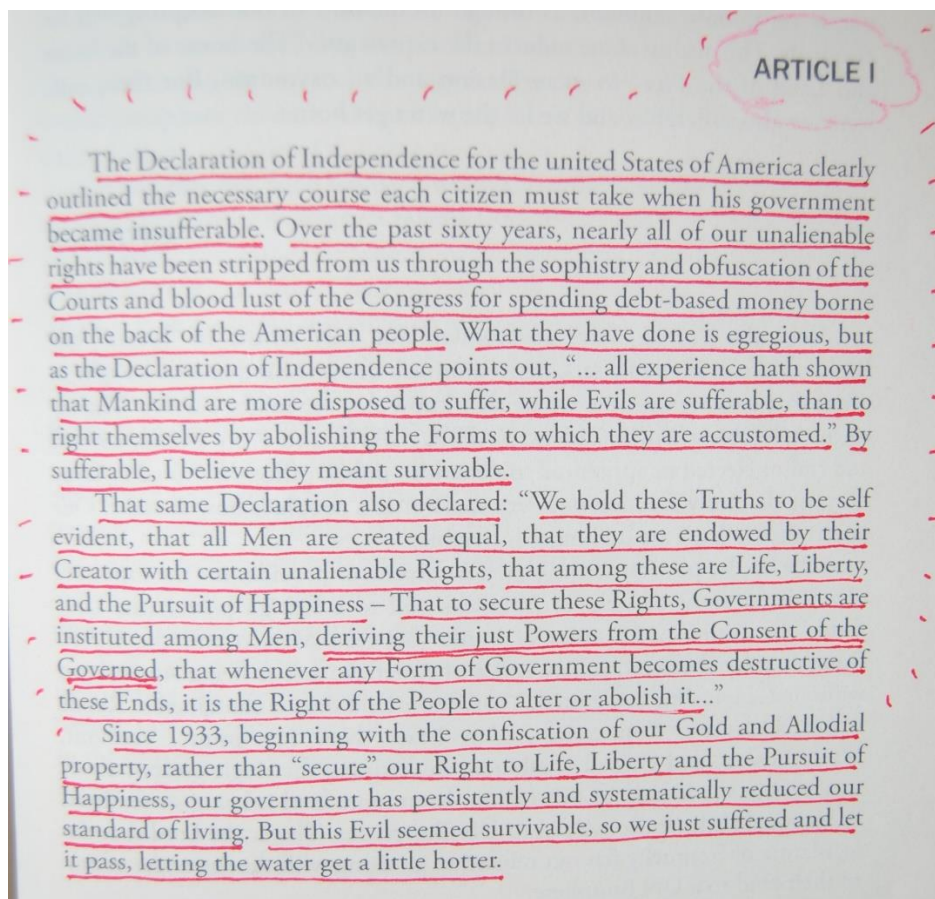 ARTICLE I
The Declaration of Independence for the united States of America clearly
outlined the necessary course each citizen must take when his government
became insufferable. Over the past sixty years, nearly all of our unalienable
rights have been stripped from us through the sophistry and obfuscation of the
Courts and blood lust of the Congress for spending debt-based money borne
on the back of the American people. What they have done is egregious, but
as the Declaration of Independence points out, “... all experience hath shown
that Mankind are more disposed to suffer, while Evils are sufferable, than to
right themselves by abolishing the Forms to which they are accustomed.” By
sufferable, I believe they meant survivable.
That same Declaration also declared: “We hold these Truths to be self
evident, that all Men are created equal, that they are endowed by their
Creator with certain unalienable Rights, that among these are Life, Liberty,
and the Pursuit of Happiness – That to secure these Rights, Governments are
instituted among Men, deriving their just Powers from the Consent of the
Governed, that whenever any Form of Government becomes destructive of
these Ends, it is the Right of the People to alter or abolish it...”
Since 1933, beginning with the confiscation of our Gold and Allodial
property, rather than “secure” our Right to Life, Liberty and the Pursuit of
Happiness, our government has persistently and systematically reduced our
standard of living. But this Evil seemed survivable, so we just suffered and let
it pass, letting the water get a little hotter.